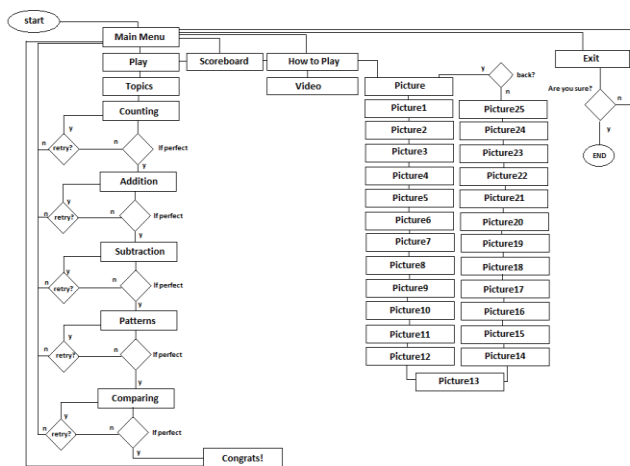 start
Main Menu
Play
Scoreboard
How to Play
Exit
Topics
Video
Picture
y
back?
n
Are you sure?
n
y
END
Counting
y
n
retry?
n
If perfect
y
Addition
y
n
retry?
n
If perfect
y
Subtraction
y
n
retry?
n
If perfect
y
Patterns
y
n
retry?
n
If perfect
y
Comparing
y
n
retry?
n
If perfect
y
Congrats!
Picture1
Picture2
Picture3
Picture4
Picture5
Picture6
Picture7
Picture8
Picture9
Picture10
Picture11
Picture12
Picture13
Picture14
Picture15
Picture16
Picture17
Picture18
Picture19
Picture20
Picture21
Picture22
Picture23
Picture24
Picture25